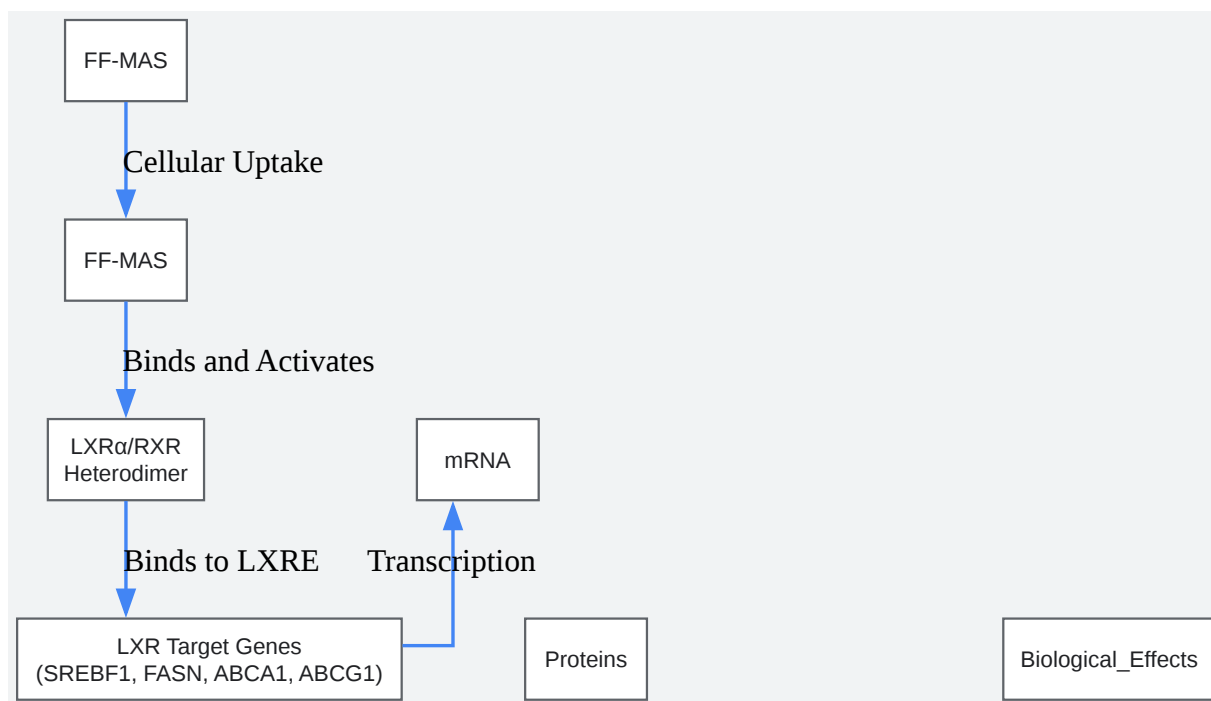 FF-MAS
Cellular Uptake
FF-MAS
Binds and Activates
LXRα/RXR
Heterodimer
mRNA
Binds to LXRE
Transcription
LXR Target Genes
(SREBF1, FASN, ABCA1, ABCG1)
Proteins
Biological_Effects